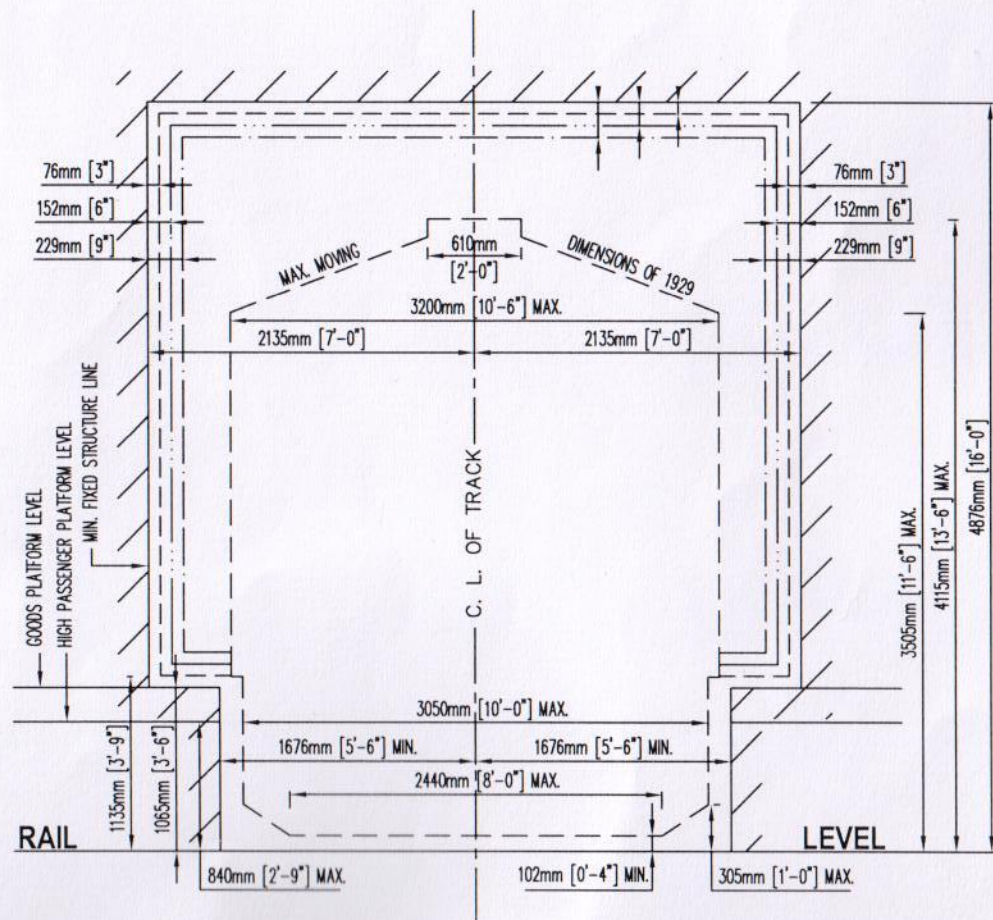 76mm [3"]
152mm [6"]
229mm [9"]
76mm [3"]
152mm [6"]
229mm [9"]
MAX. MOVING
DIMENSIONS OF 1929
610mm
[2'-0"]
3200mm [10'-6"] MAX.
2135mm [7'-0"]
2135mm [7'-0"]
GOODS PLATFORM LEVEL
HIGH PASSENGER PLATFORM LEVEL
MIN. FIXED STRUCTURE LINE
C. L. OF TRACK
3505mm [11'-6"] MAX.
4115mm [13'-6"] MAX.
4876mm [16'-0"]
3050mm [10'-0"] MAX.
1676mm [5'-6"] MIN.
1676mm [5'-6"] MIN.
2440mm [8'-0"] MAX.
1135mm [3'-9"]
1065mm [3'-6"]
RAIL
LEVEL
840mm [2'-9"] MAX.
102mm [0'-4"] MIN.
305mm [1'-0"] MAX.